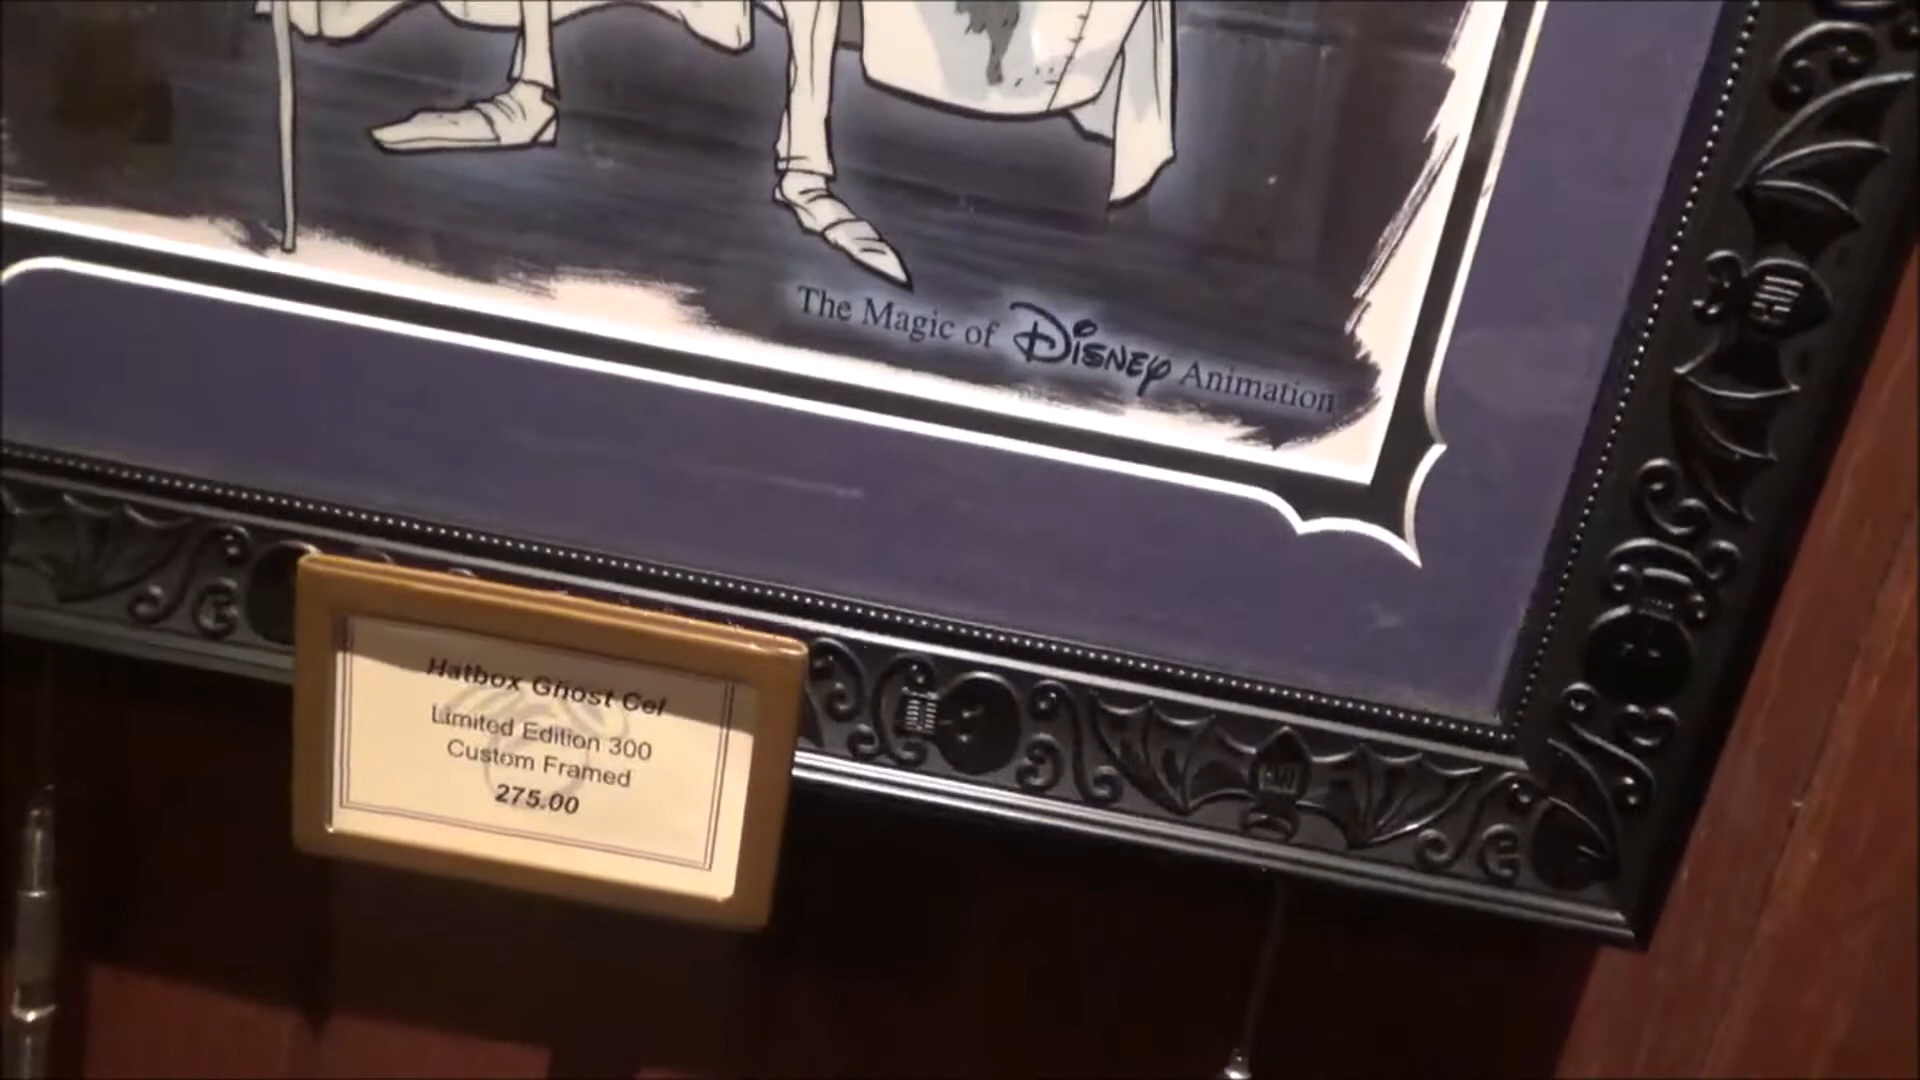 The Magic of Disney Animation
Hatbox Ghost Cel
Limited Edition 300
Custom Framed
275.00